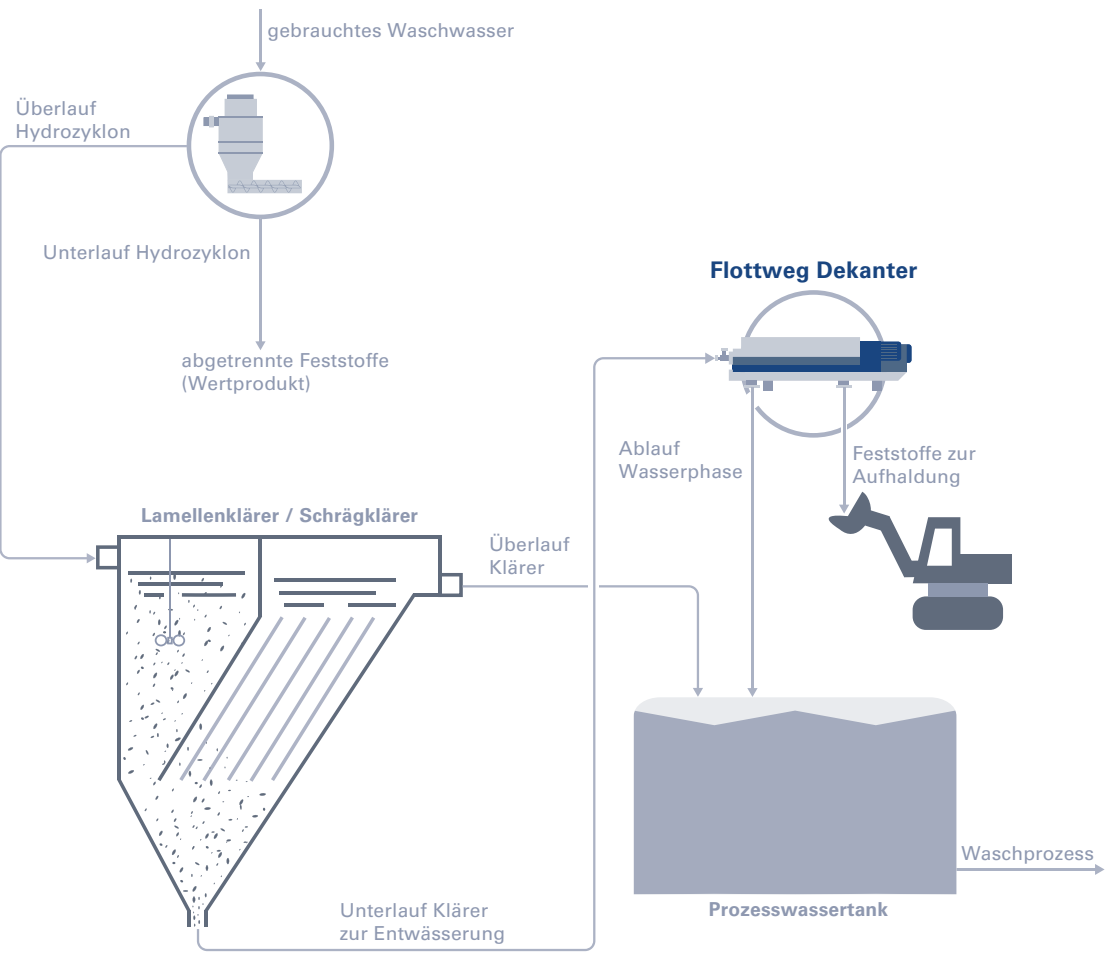 gebrauchtes Waschwasser
Überlauf
Hydrozyklon
Unterlauf Hydrozyklon
abgetrennte Feststoffe
(Wertprodukt)
Flottweg Dekanter
Ablauf
Wasserphase
Feststoffe zur
Aufhaldung
Lamellenklärer / Schrägklärer
Überlauf
Klärer
Waschprozess
Prozesswassertank
Unterlauf Klärer
zur Entwässerung